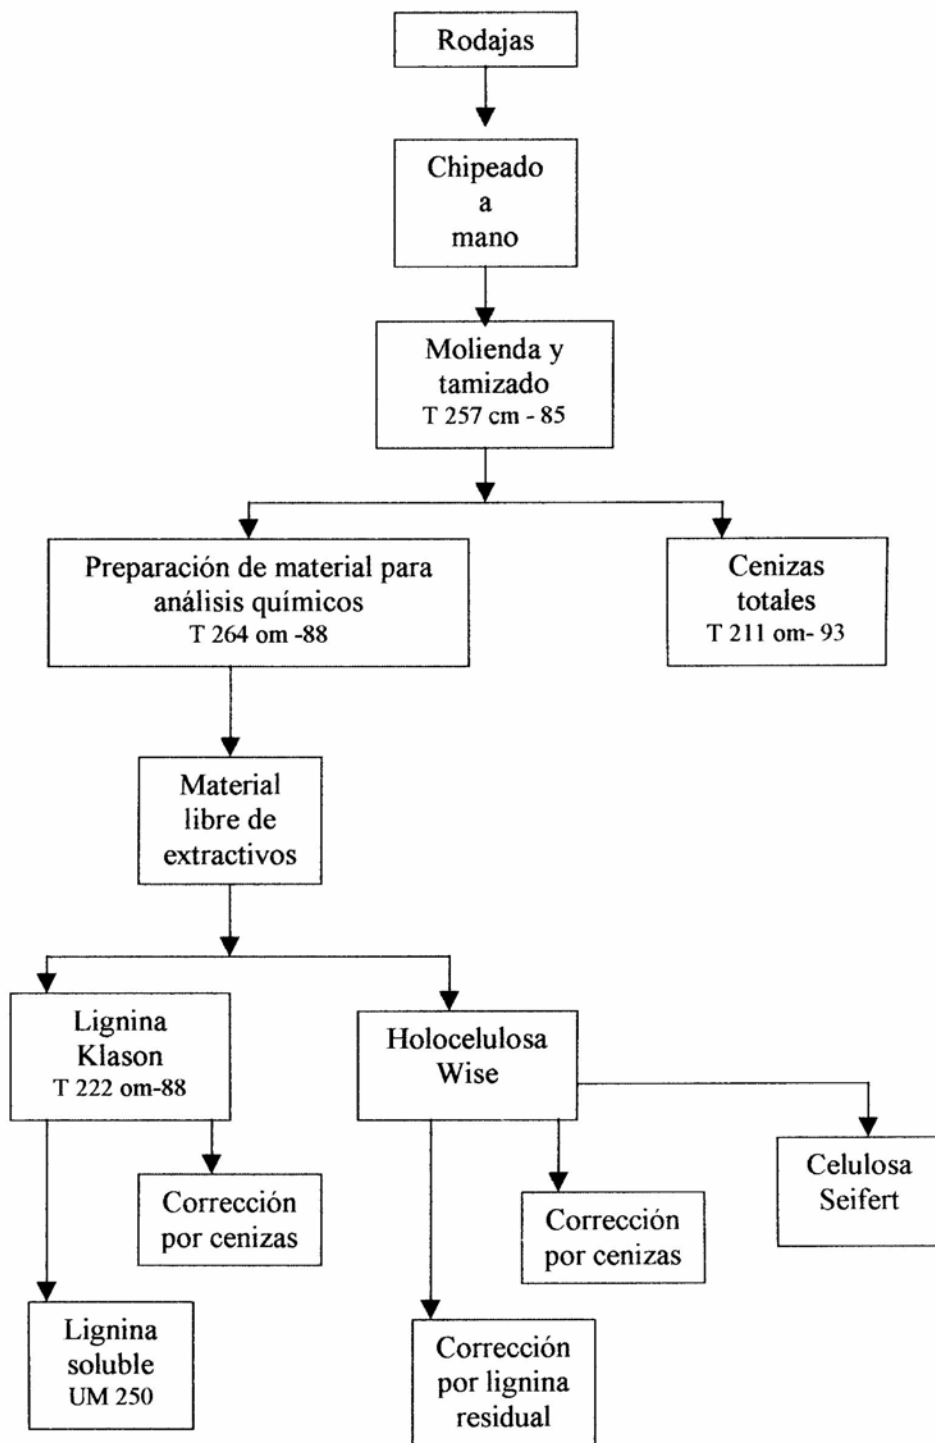 Rodajas
Chipeado
a
mano
Molienda y
tamizado
T 257 cm - 85
Preparación de material para
análisis químicos
T 264 om -88
Cenizas
totales
T 211 om- 93
Material
libre de
extractivos
Lignina
Klason
T 222 om-88
Holocelulosa
Wise
Celulosa
Seifert
Corrección
por cenizas
Corrección
por cenizas
Lignina
soluble
UM 250
Corrección
por lignina
residual